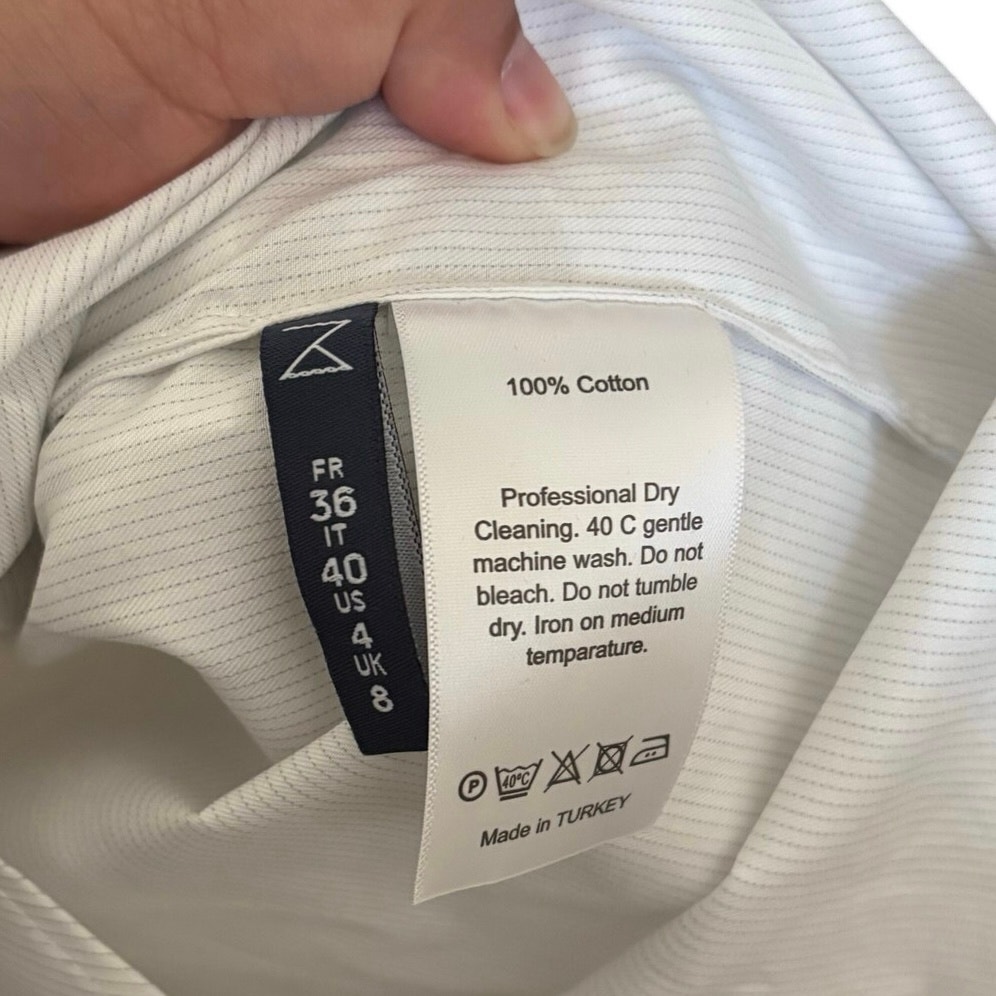 FR
36
IT
40
US
4
UK
8
100% Cotton
Professional Dry
Cleaning. 40 C gentle
machine wash. Do not
bleach. Do not tumble
dry. Iron on medium
temparature.
P 40°C
Made in TURKEY